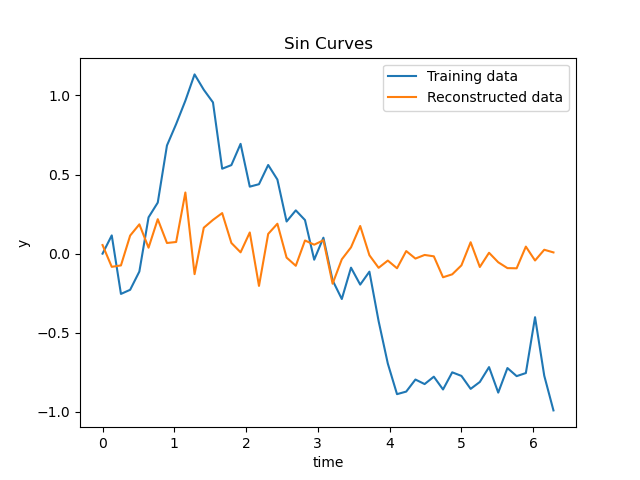 Sin Curves
Training data
Reconstructed data
1.0
0.5
0.0
−0.5
−1.0
y
0 1 2 3 4 5 6
time